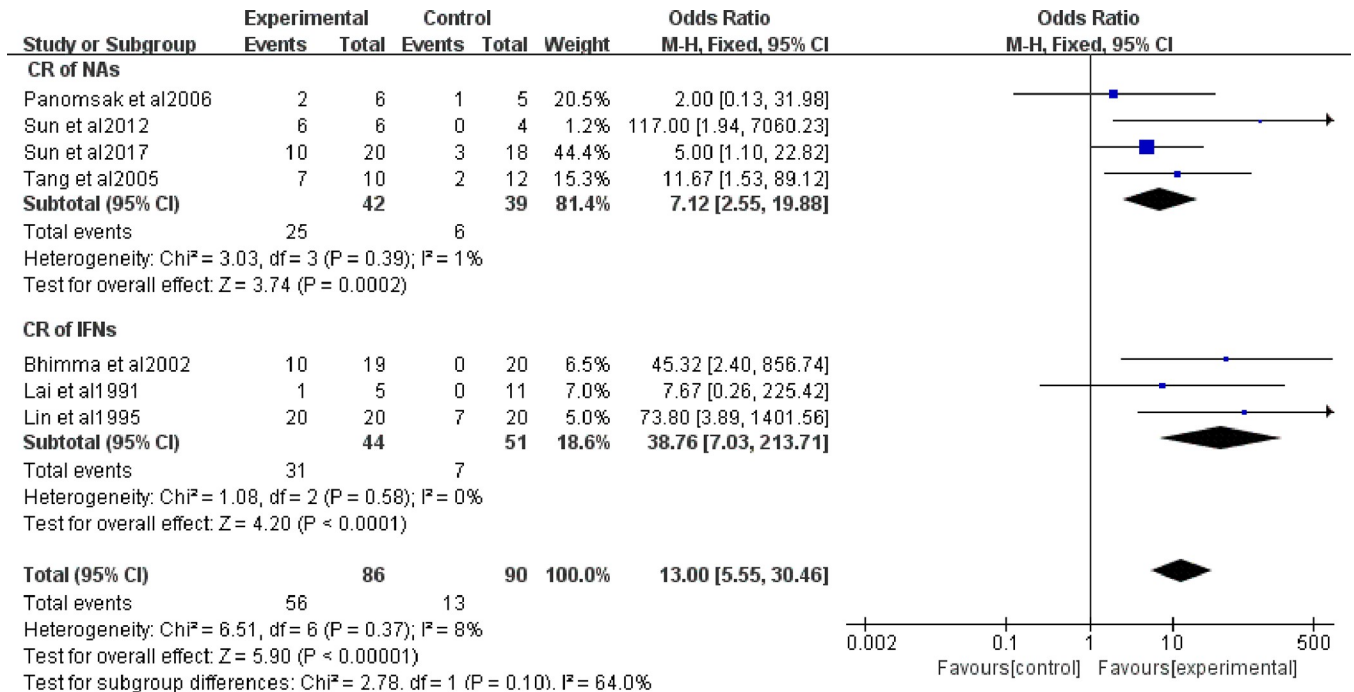 Experimental Control Odds Ratio Odds Ratio
Study or Subgroup Events Total Events Total Weight M-H, Fixed, 95% CI M-H, Fixed, 95% CI
CR of NAs
Panomsak et al2006 2 6 1 5 20.5% 2.00 [0.13, 31.98]
Sun et al2012 6 6 0 4 1.2% 117.00 [1.94, 7060.23]
Sun et al2017 10 20 3 18 44.4% 5.00 [1.10, 22.82]
Tang et al2005 7 10 2 12 15.3% 11.67 [1.53, 89.12]
Subtotal (95% CI) 42 39 81.4% 7.12 [2.55, 19.88]
Total events 25 6
Heterogeneity: Chi² = 3.03, df = 3 (P = 0.39); I² = 1%
Test for overall effect: Z = 3.74 (P = 0.0002)
CR of IFNs
Bhimma et al2002 10 19 0 20 6.5% 45.32 [2.40, 856.74]
Lai et al1991 1 5 0 11 7.0% 7.67 [0.26, 225.42]
Lin et al1995 20 20 7 20 5.0% 73.80 [3.89, 1401.56]
Subtotal (95% CI) 44 51 18.6% 38.76 [7.03, 213.71]
Total events 31 7
Heterogeneity: Chi² = 1.08, df = 2 (P = 0.58); I² = 0%
Test for overall effect: Z = 4.20 (P < 0.0001)
Total (95% CI) 86 90 100.0% 13.00 [5.55, 30.46]
Total events 56 13
Heterogeneity: Chi² = 6.51, df = 6 (P = 0.37); I² = 8%
Test for overall effect: Z = 5.90 (P < 0.00001)
Test for subgroup differences: Chi² = 2.78, df = 1 (P = 0.10), I² = 64.0%
0.002 0.1 1 10 500
Favours[control] Favours[experimental]